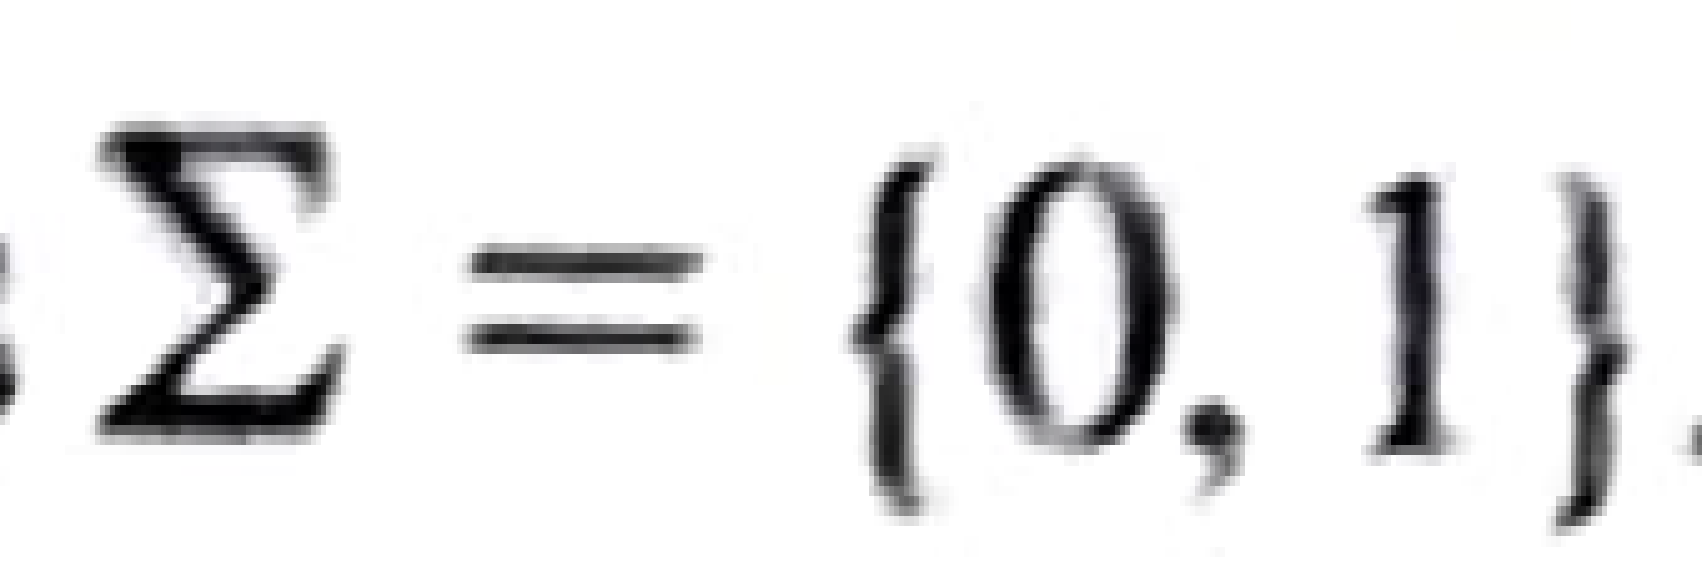 Σ = {0, 1}.